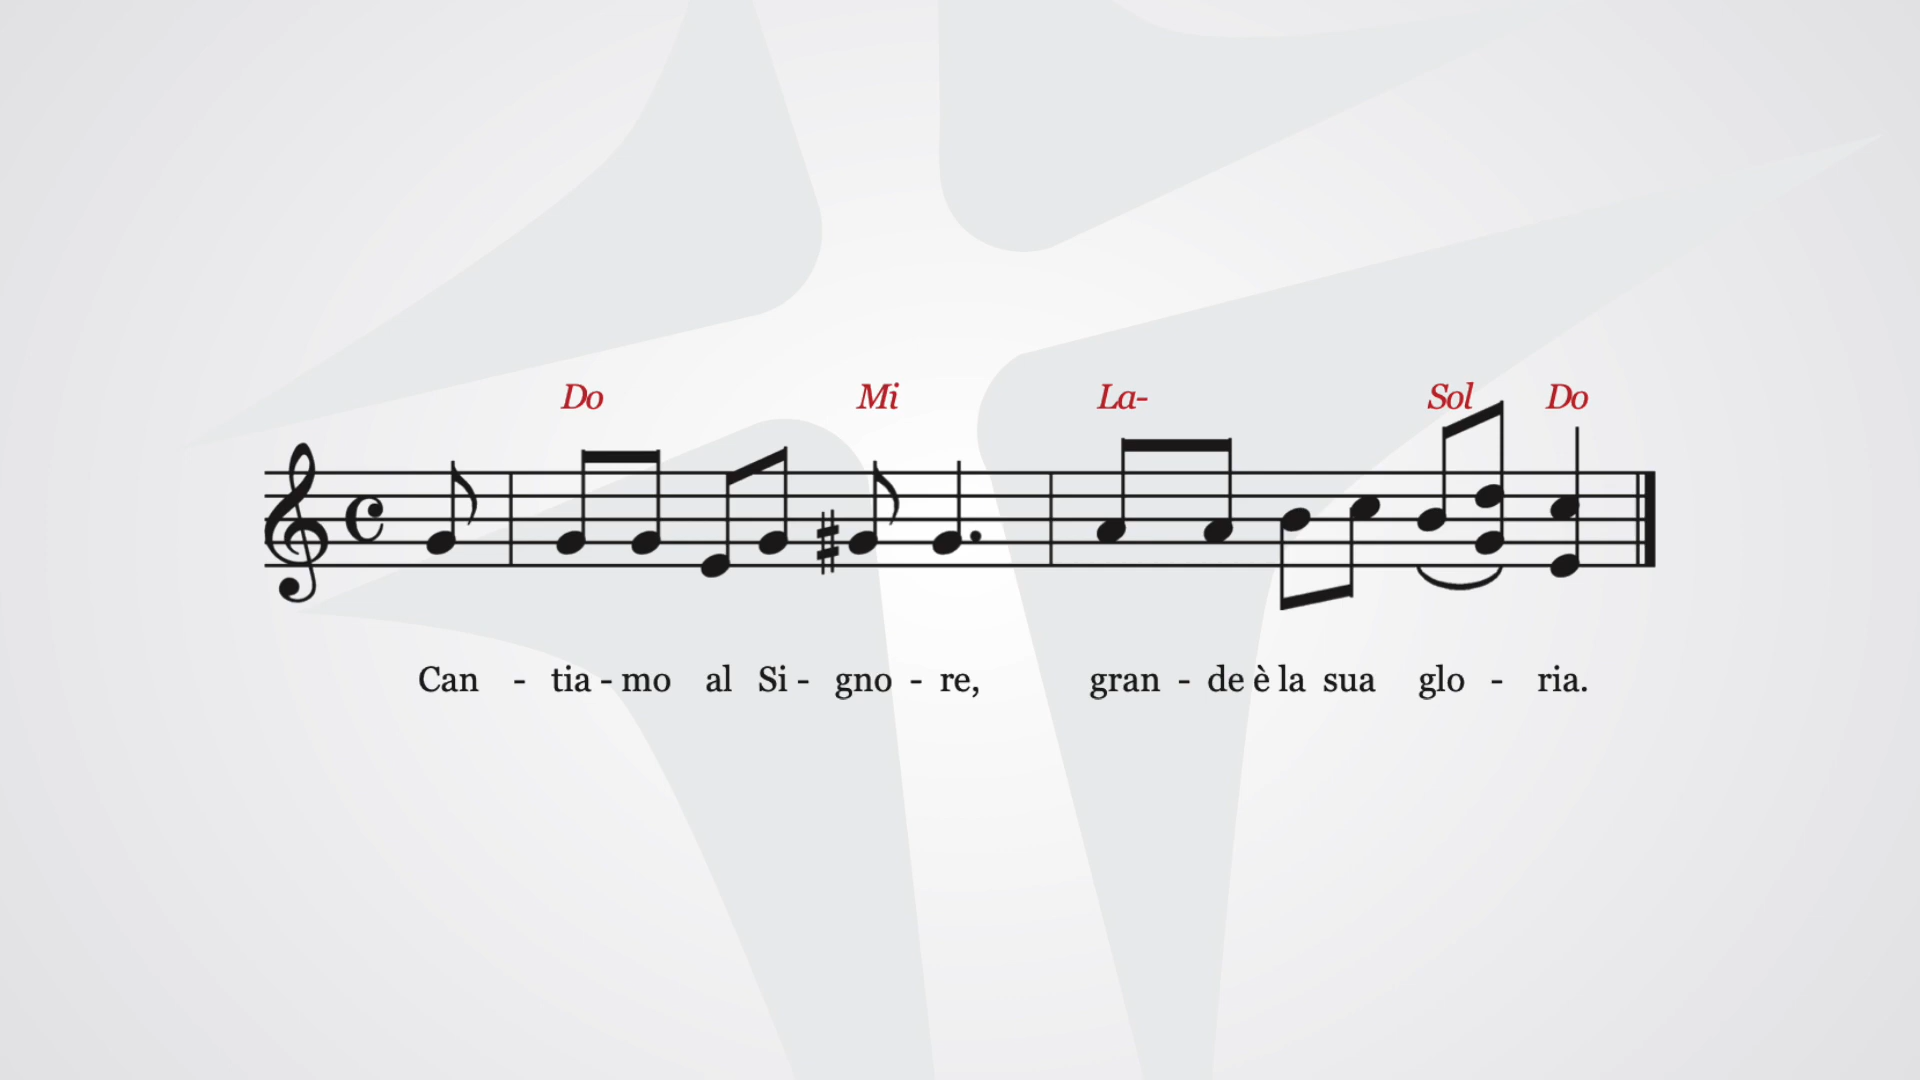 Do Mi La- Sol Do
Can - tia - mo al Si - gno - re, gran - de è la sua glo - ria.